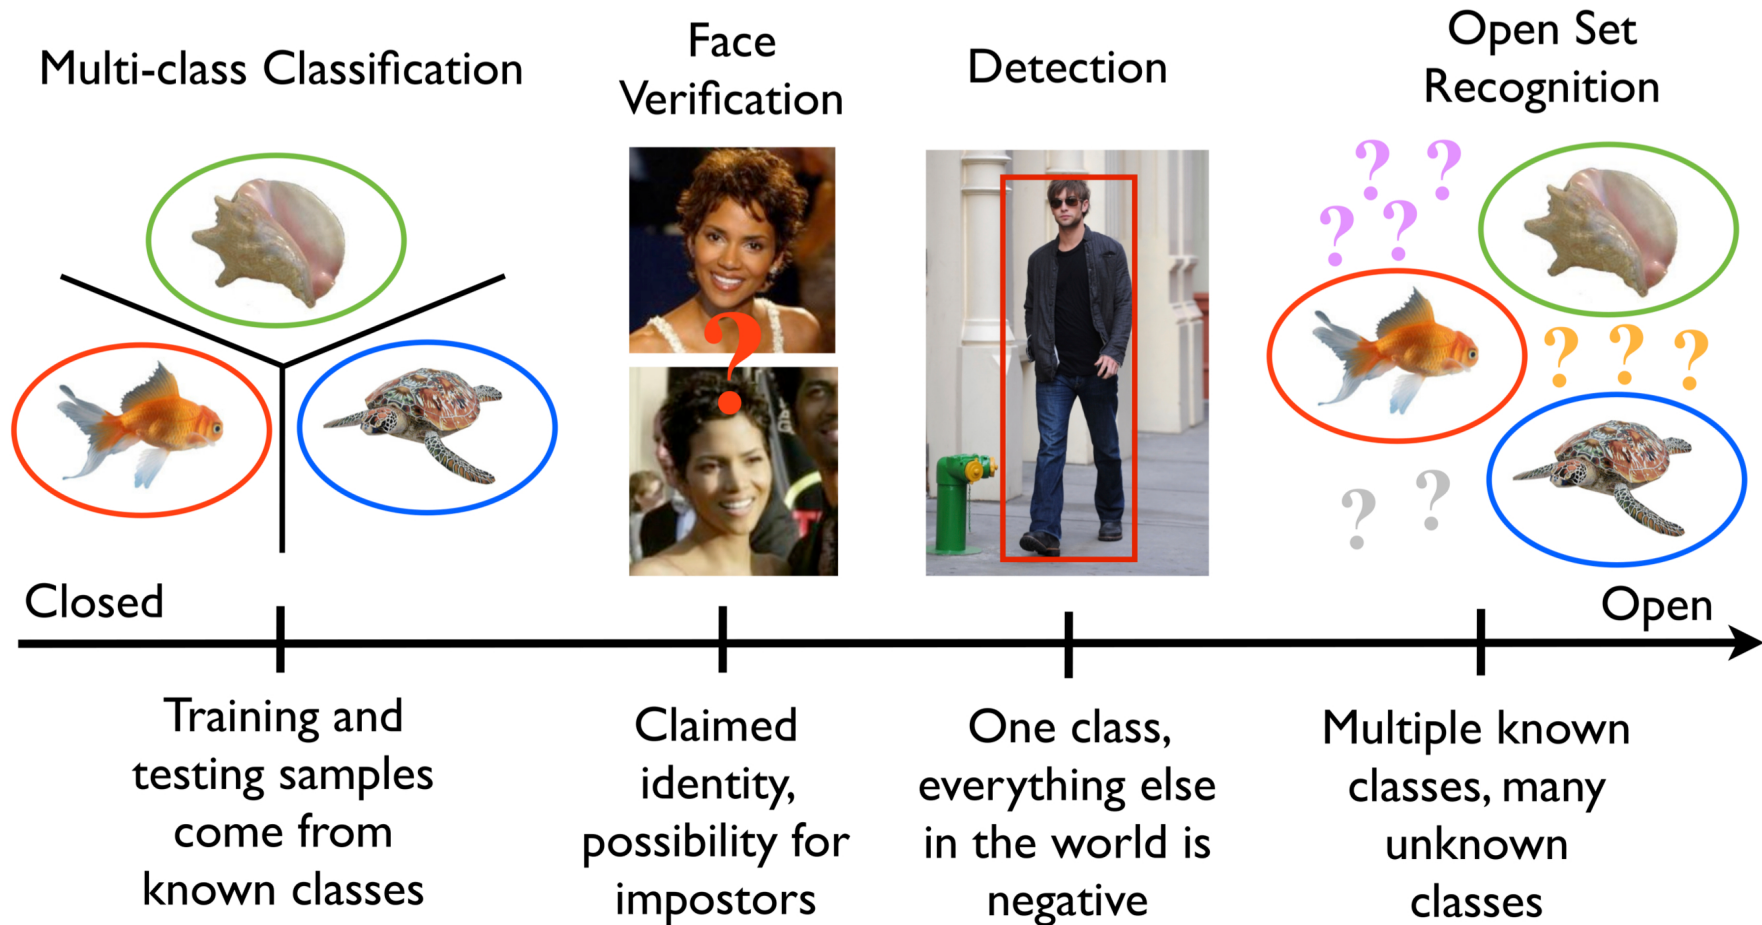 Multi-class Classification
Face
Verification
Detection
Open Set
Recognition
?
? ?
? ?
? ? ?
? ?
Closed
Open
Training and
testing samples
come from
known classes
Claimed
identity,
possibility for
impostors
One class,
everything else
in the world is
negative
Multiple known
classes, many
unknown
classes